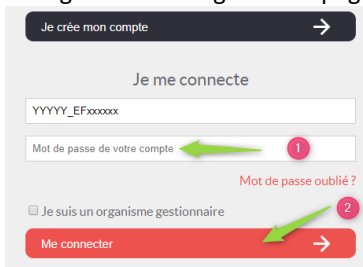 Je crée mon compte
Je me connecte
YYYYY_EFxxxxxx
Mot de passe de votre compte
1
Mot de passe oublié ?
Je suis un organisme gestionnaire
2
Me connecter